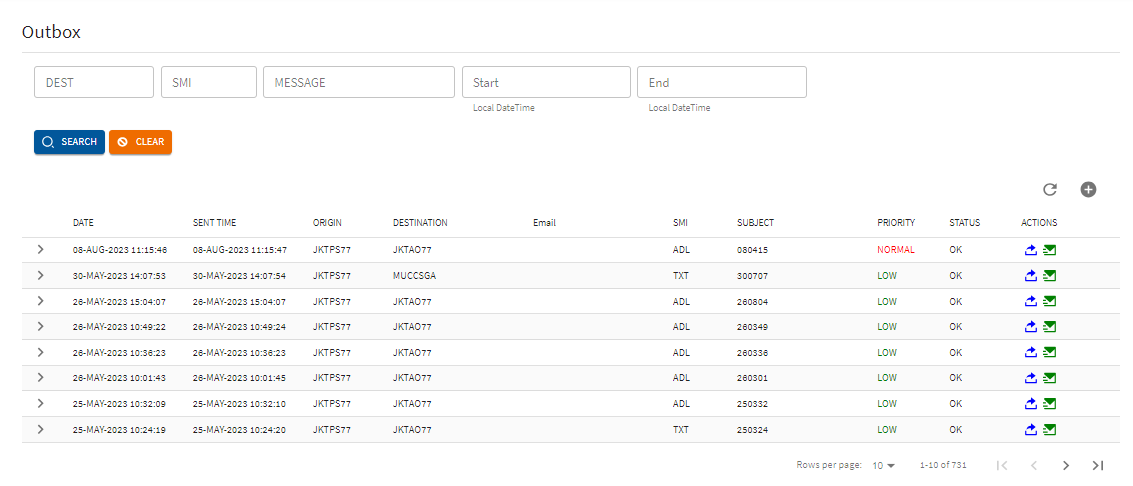 Outbox
DEST SMI MESSAGE Start End
Local DateTime Local DateTime
SEARCH CLEAR
DATE SENT TIME ORIGIN DESTINATION Email SMI SUBJECT PRIORITY STATUS ACTIONS
08-AUG-2023 11:15:46 08-AUG-2023 11:15:47 JKTPS77 JKTAO77 ADL 080415 NORMAL OK
30-MAY-2023 14:07:53 30-MAY-2023 14:07:54 JKTPS77 MUCCSGA TXT 300707 LOW OK
26-MAY-2023 15:04:07 26-MAY-2023 15:04:07 JKTPS77 JKTAO77 ADL 260804 LOW OK
26-MAY-2023 10:49:22 26-MAY-2023 10:49:24 JKTPS77 JKTAO77 ADL 260349 LOW OK
26-MAY-2023 10:36:23 26-MAY-2023 10:36:23 JKTPS77 JKTAO77 ADL 260336 LOW OK
26-MAY-2023 10:01:43 26-MAY-2023 10:01:45 JKTPS77 JKTAO77 ADL 260301 LOW OK
25-MAY-2023 10:32:09 25-MAY-2023 10:32:10 JKTPS77 JKTAO77 ADL 250332 LOW OK
25-MAY-2023 10:24:19 25-MAY-2023 10:24:20 JKTPS77 JKTAO77 TXT 250324 LOW OK
Rows per page: 10 1-10 of 731